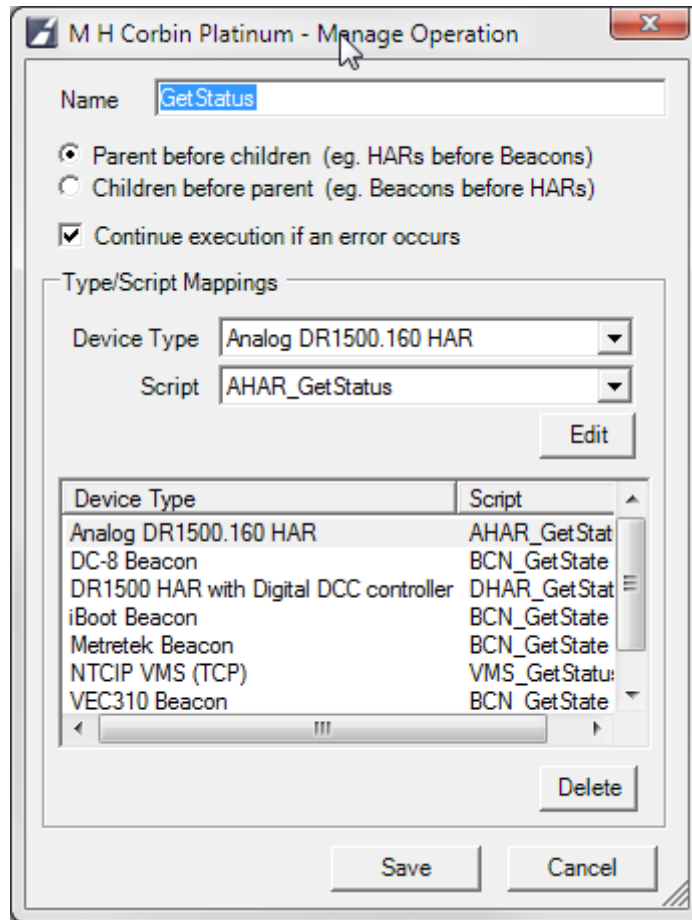 M H Corbin Platinum - Manage Operation
Name GetStatus
Parent before children (eg. HARs before Beacons)
Children before parent (eg. Beacons before HARs)
Continue execution if an error occurs
Type/Script Mappings
Device Type Analog DR1500.160 HAR
Script AHAR_GetStatus
Edit
Device Type Script
Analog DR1500.160 HAR AHAR_GetStat
DC-8 Beacon BCN_GetState
DR1500 HAR with Digital DCC controller DHAR_GetStat
iBoot Beacon BCN_GetState
Metretek Beacon BCN_GetState
NTCIP VMS (TCP) VMS_GetStatu
VEC310 Beacon BCN_GetState
Delete
Save Cancel